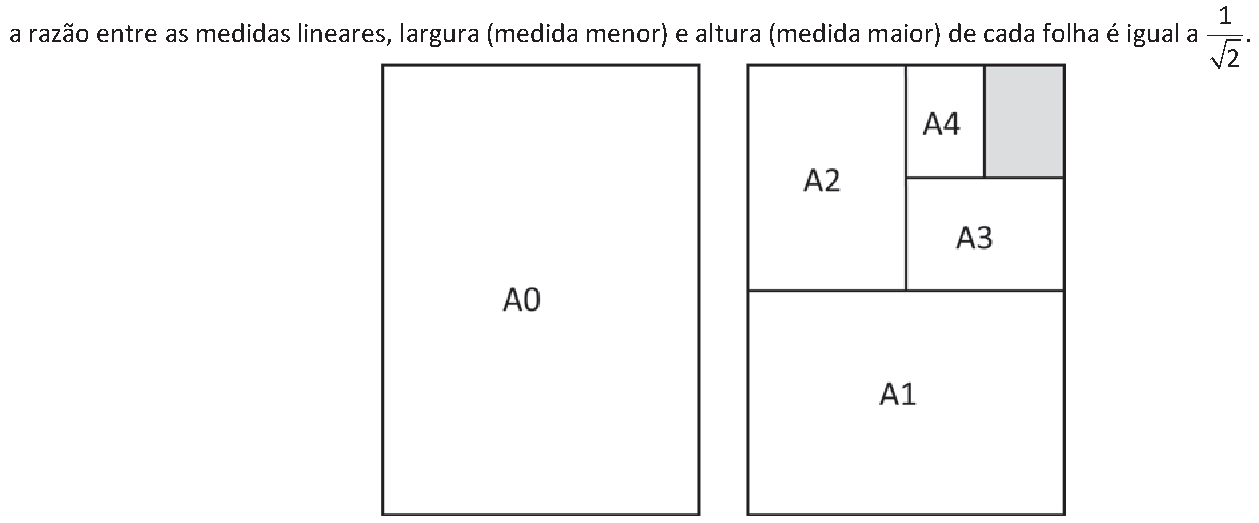 a razão entre as medidas lineares, largura (medida menor) e altura (medida maior) de cada folha é igual a 1/√2.
A4
A2
A3
A0
A1